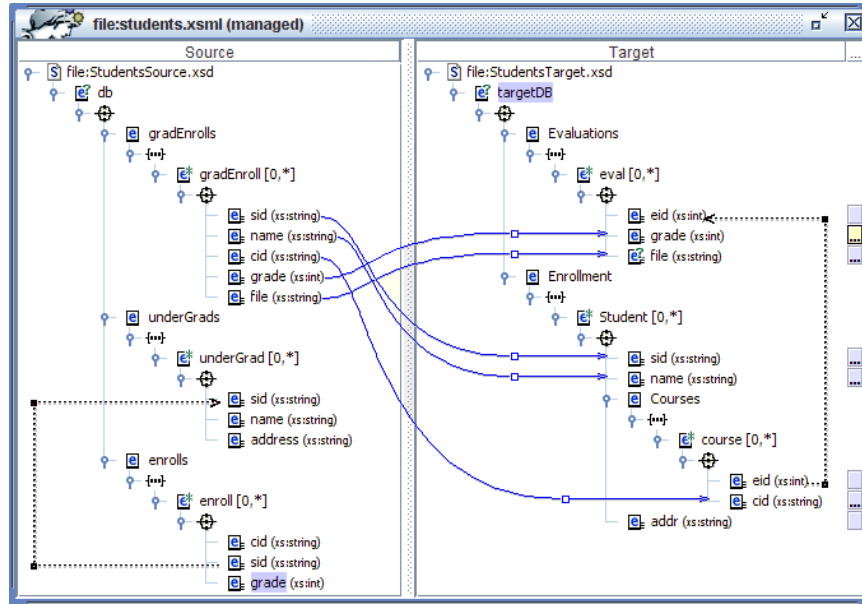 file:students.xsml (managed)
Source
file:StudentsSource.xsd
db
gradEnrolls
gradEnroll [0,*]
sid (xs:string)
name (xs:string)
cid (xs:string)
grade (xs:int)
file (xs:string)
underGrads
underGrad [0,*]
sid (xs:string)
name (xs:string)
address (xs:string)
enrolls
enroll [0,*]
cid (xs:string)
sid (xs:string)
grade (xs:int)
Target
...
file:StudentsTarget.xsd
targetDB
Evaluations
eval [0,*]
eid (xs:int)
grade (xs:int)
...
file (xs:string)
...
Enrollment
Student [0,*]
sid (xs:string)
...
name (xs:string)
...
Courses
course [0,*]
eid (xs:int)
cid (xs:string)
...
addr (xs:string)